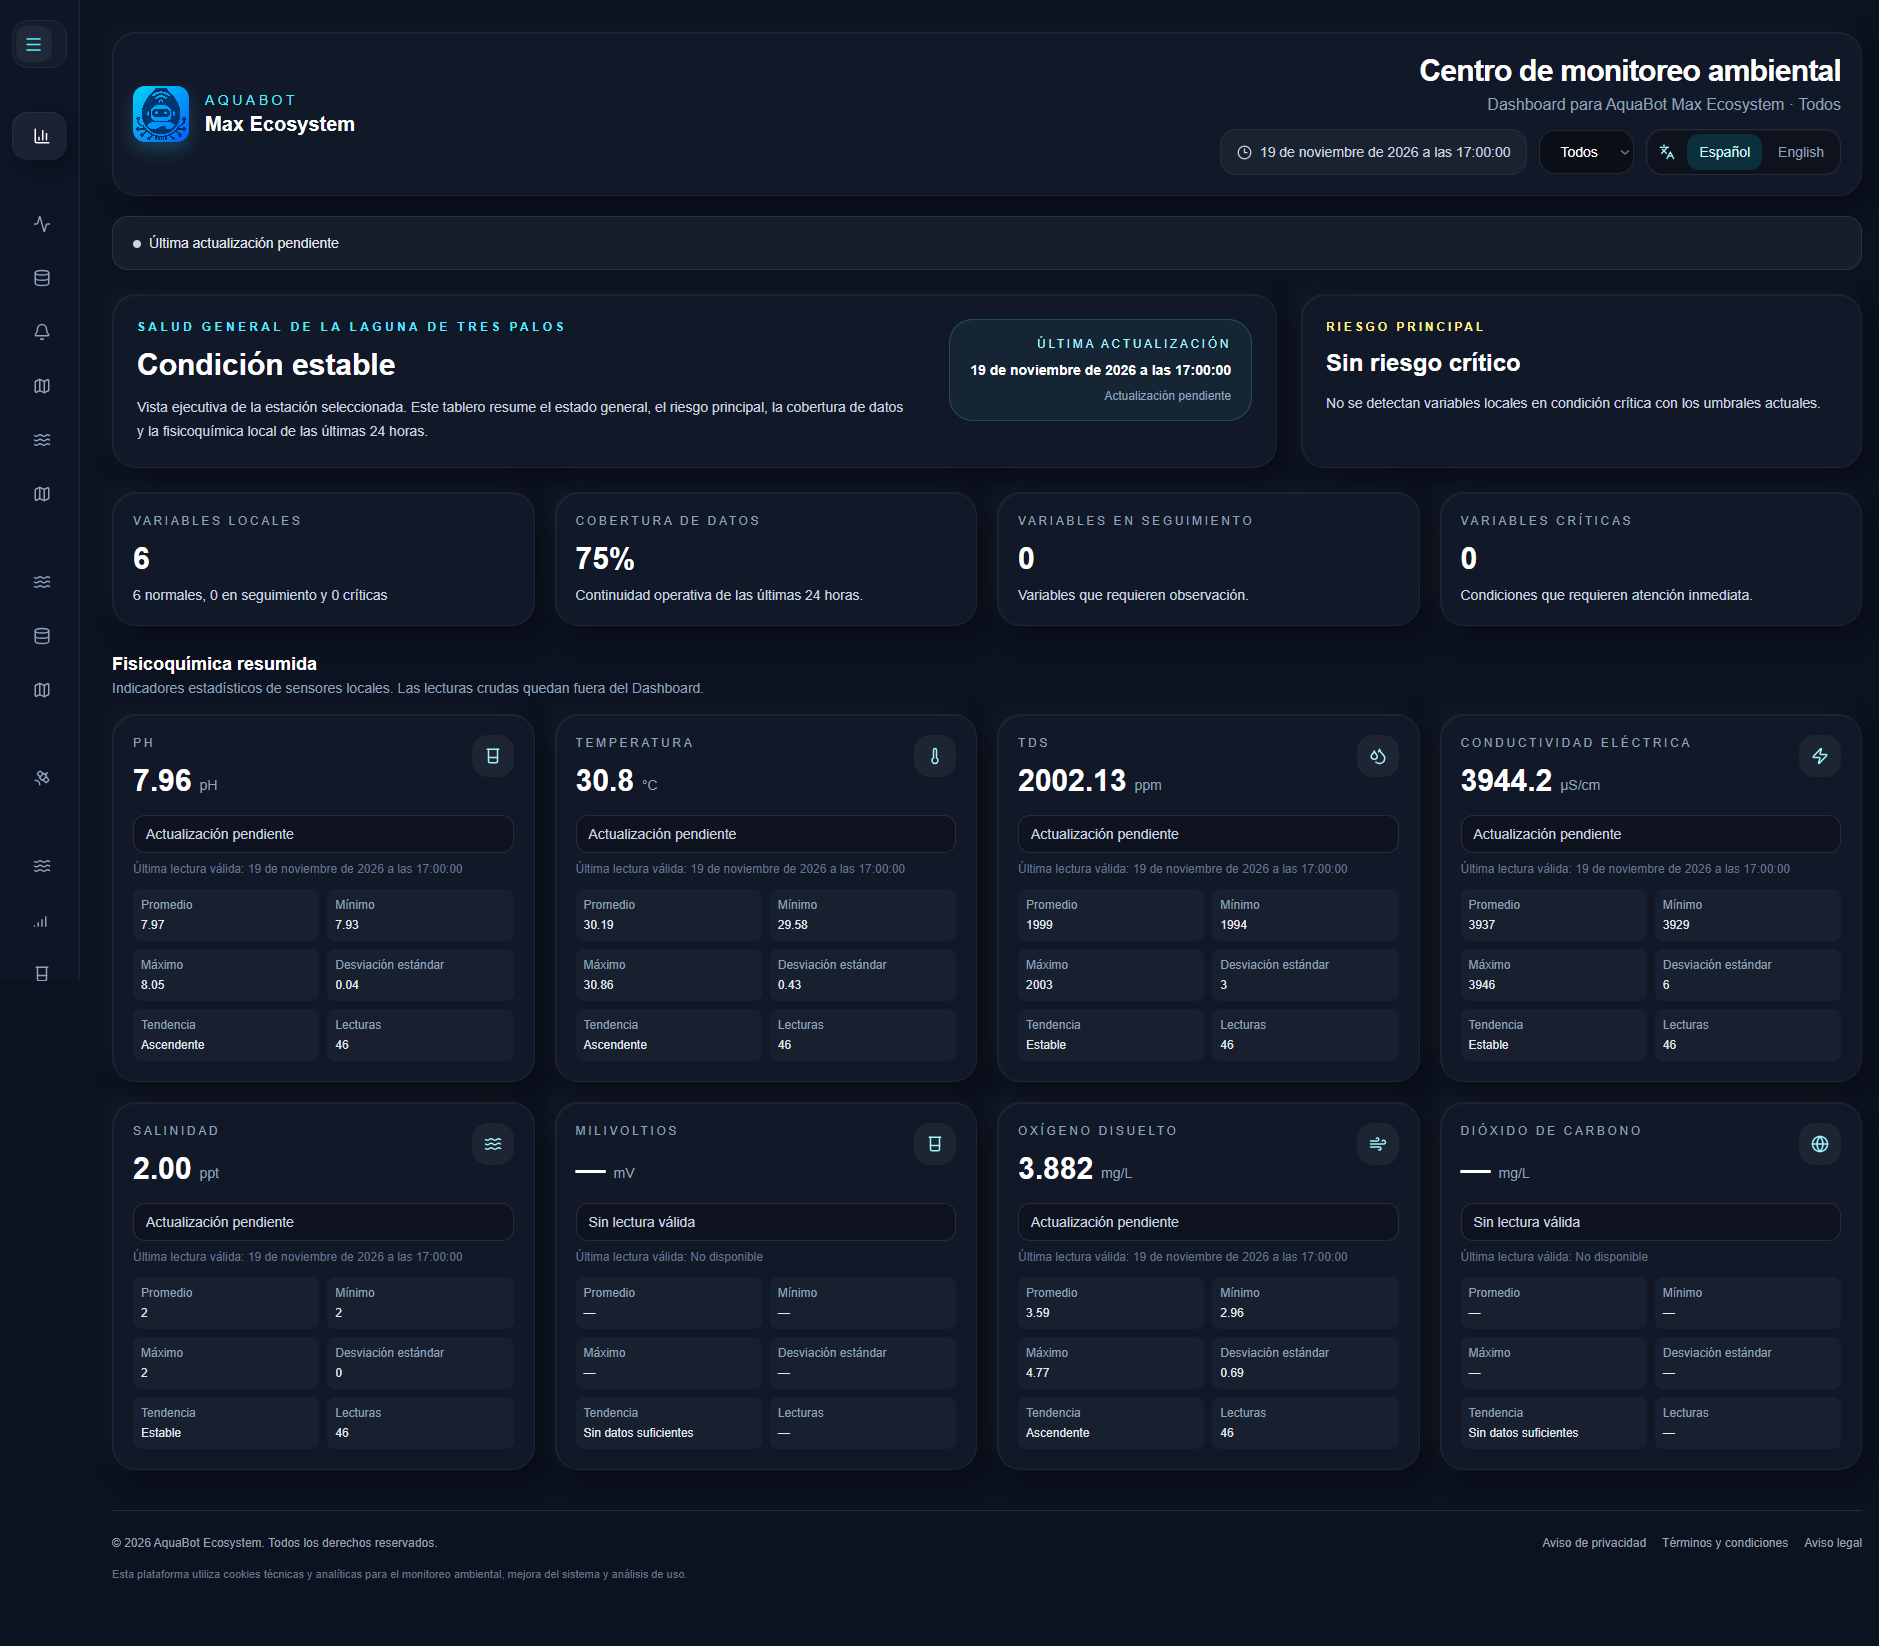 AQUABOT
Max Ecosystem
Centro de monitoreo ambiental
Dashboard para AquaBot Max Ecosystem · Todos
19 de noviembre de 2026 a las 17:00:00
Todos
Español
English
Última actualización pendiente
SALUD GENERAL DE LA LAGUNA DE TRES PALOS
Condición estable
Vista ejecutiva de la estación seleccionada. Este tablero resume el estado general, el riesgo principal, la cobertura de datos
y la fisicoquímica local de las últimas 24 horas.
ÚLTIMA ACTUALIZACIÓN
19 de noviembre de 2026 a las 17:00:00
Actualización pendiente
RIESGO PRINCIPAL
Sin riesgo crítico
No se detectan variables locales en condición crítica con los umbrales actuales.
VARIABLES LOCALES
6
6 normales, 0 en seguimiento y 0 críticas
COBERTURA DE DATOS
75%
Continuidad operativa de las últimas 24 horas.
VARIABLES EN SEGUIMIENTO
0
Variables que requieren observación.
VARIABLES CRÍTICAS
0
Condiciones que requieren atención inmediata.
Fisicoquímica resumida
Indicadores estadísticos de sensores locales. Las lecturas crudas quedan fuera del Dashboard.
PH
7.96 pH
Actualización pendiente
Última lectura válida: 19 de noviembre de 2026 a las 17:00:00
Promedio
7.97
Mínimo
7.93
Máximo
8.05
Desviación estándar
0.04
Tendencia
Ascendente
Lecturas
46
TEMPERATURA
30.8 °C
Actualización pendiente
Última lectura válida: 19 de noviembre de 2026 a las 17:00:00
Promedio
30.19
Mínimo
29.58
Máximo
30.86
Desviación estándar
0.43
Tendencia
Ascendente
Lecturas
46
TDS
2002.13 ppm
Actualización pendiente
Última lectura válida: 19 de noviembre de 2026 a las 17:00:00
Promedio
1999
Mínimo
1994
Máximo
2003
Desviación estándar
3
Tendencia
Estable
Lecturas
46
CONDUCTIVIDAD ELÉCTRICA
3944.2 µS/cm
Actualización pendiente
Última lectura válida: 19 de noviembre de 2026 a las 17:00:00
Promedio
3937
Mínimo
3929
Máximo
3946
Desviación estándar
6
Tendencia
Estable
Lecturas
46
SALINIDAD
2.00 ppt
Actualización pendiente
Última lectura válida: 19 de noviembre de 2026 a las 17:00:00
Promedio
2
Mínimo
2
Máximo
2
Desviación estándar
0
Tendencia
Estable
Lecturas
46
MILIVOLTIOS
— mV
Sin lectura válida
Última lectura válida: No disponible
Promedio
—
Mínimo
—
Máximo
—
Desviación estándar
—
Tendencia
Sin datos suficientes
Lecturas
—
OXÍGENO DISUELTO
3.882 mg/L
Actualización pendiente
Última lectura válida: 19 de noviembre de 2026 a las 17:00:00
Promedio
3.59
Mínimo
2.96
Máximo
4.77
Desviación estándar
0.69
Tendencia
Ascendente
Lecturas
46
DIÓXIDO DE CARBONO
— mg/L
Sin lectura válida
Última lectura válida: No disponible
Promedio
—
Mínimo
—
Máximo
—
Desviación estándar
—
Tendencia
Sin datos suficientes
Lecturas
—
© 2026 AquaBot Ecosystem. Todos los derechos reservados.
Aviso de privacidad
Términos y condiciones
Aviso legal
Esta plataforma utiliza cookies técnicas y analíticas para el monitoreo ambiental, mejora del sistema y análisis de uso.